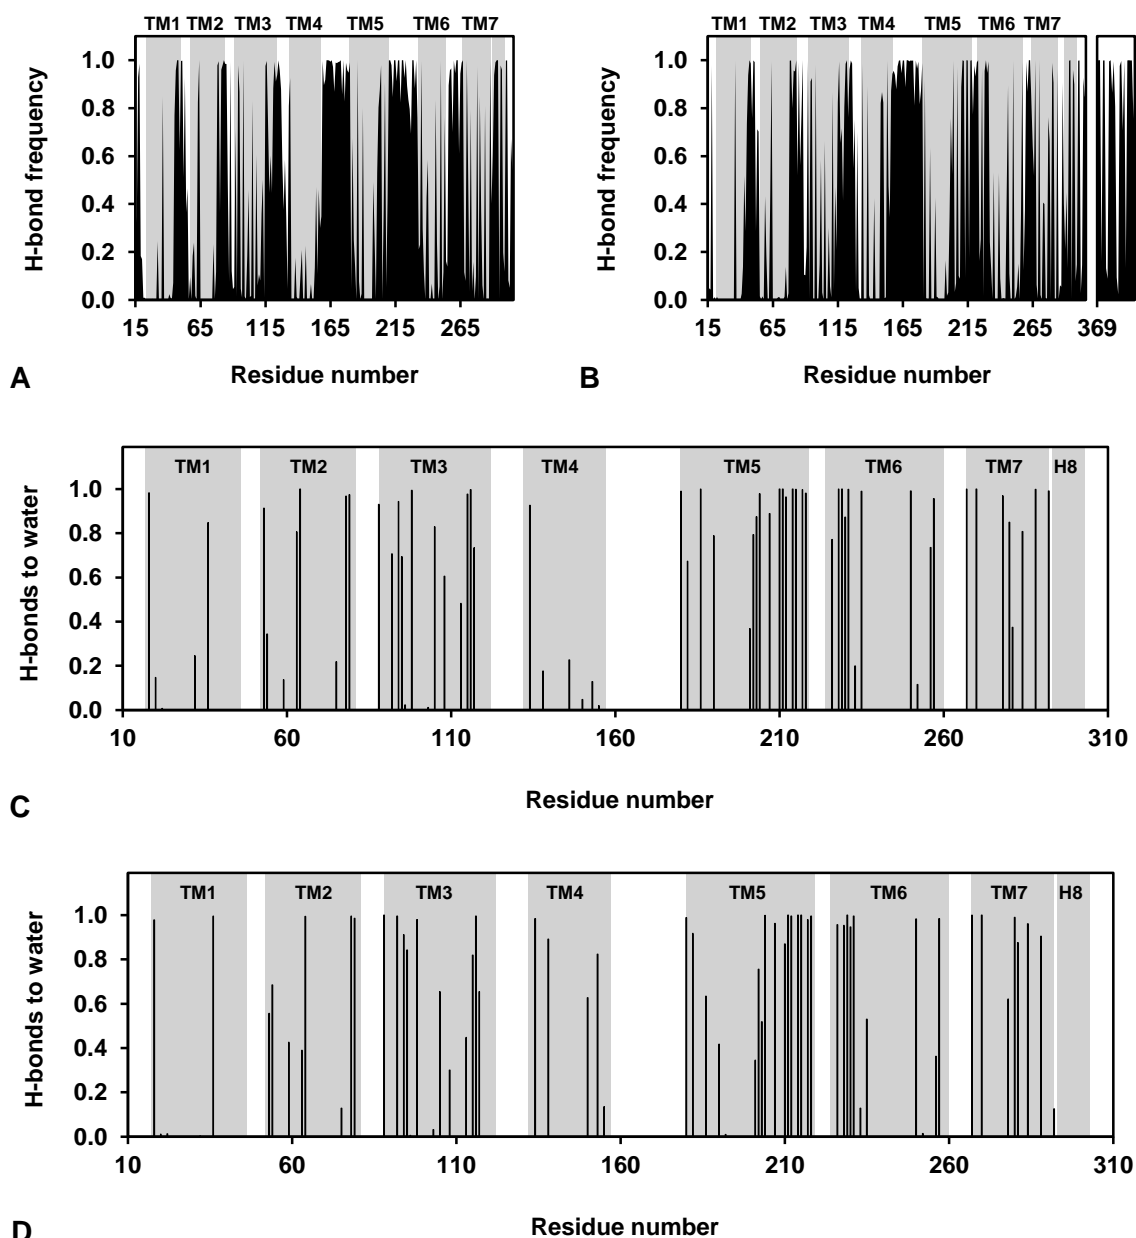 TM1 TM2 TM3 TM4 TM5 TM6 TM7
1.0
0.8
0.6
0.4
0.2
0.0
H-bond frequency
15 65 115 165 215 265
Residue number
A
TM1 TM2 TM3 TM4 TM5 TM6 TM7
1.0
0.8
0.6
0.4
0.2
0.0
H-bond frequency
15 65 115 165 215 265 369
Residue number
B
TM1 TM2 TM3 TM4 TM5 TM6 TM7 H8
1.0
0.8
0.6
0.4
0.2
0.0
H-bonds to water
10 60 110 160 210 260 310
Residue number
C
TM1 TM2 TM3 TM4 TM5 TM6 TM7 H8
1.0
0.8
0.6
0.4
0.2
0.0
H-bonds to water
10 60 110 160 210 260 310
Residue number
D